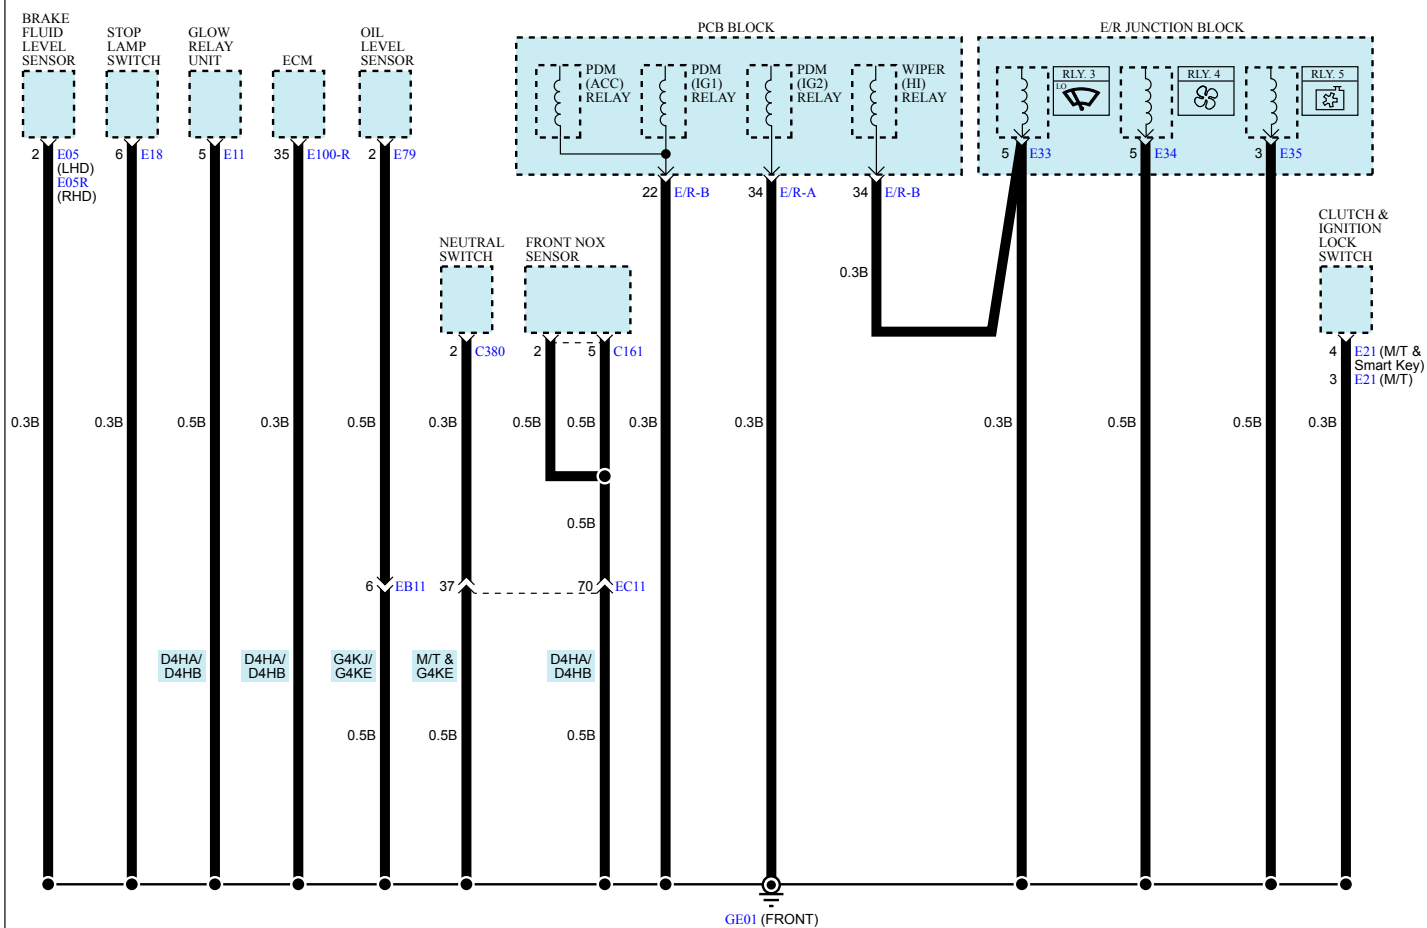 BRAKE
FLUID
LEVEL
SENSOR
STOP
LAMP
SWITCH
GLOW
RELAY
UNIT
ECM
OIL
LEVEL
SENSOR
PCB BLOCK
E/R JUNCTION BLOCK
PDM
(ACC)
RELAY
PDM
(IG1)
RELAY
PDM
(IG2)
RELAY
WIPER
(HI)
RELAY
RLY. 3
LO
RLY. 4
RLY. 5
2 E05
(LHD)
E05R
(RHD)
6 E18
5 E11
35 E100-R
2 E79
5 E33
5 E34
3 E35
22 E/R-B
34 E/R-A
34 E/R-B
NEUTRAL
SWITCH
FRONT NOX
SENSOR
CLUTCH &
IGNITION
LOCK
SWITCH
0.3B
2 C380
2
5 C161
4 E21 (M/T &
Smart Key)
3 E21 (M/T)
0.3B
0.3B
0.5B
0.3B
0.5B
0.3B
0.5B
0.5B
0.3B
0.3B
0.3B
0.5B
0.5B
0.3B
0.5B
6 EB11
37
70 EC11
D4HA/
D4HB
D4HA/
D4HB
G4KJ/
G4KE
M/T &
G4KE
D4HA/
D4HB
0.5B
0.5B
0.5B
GE01 (FRONT)